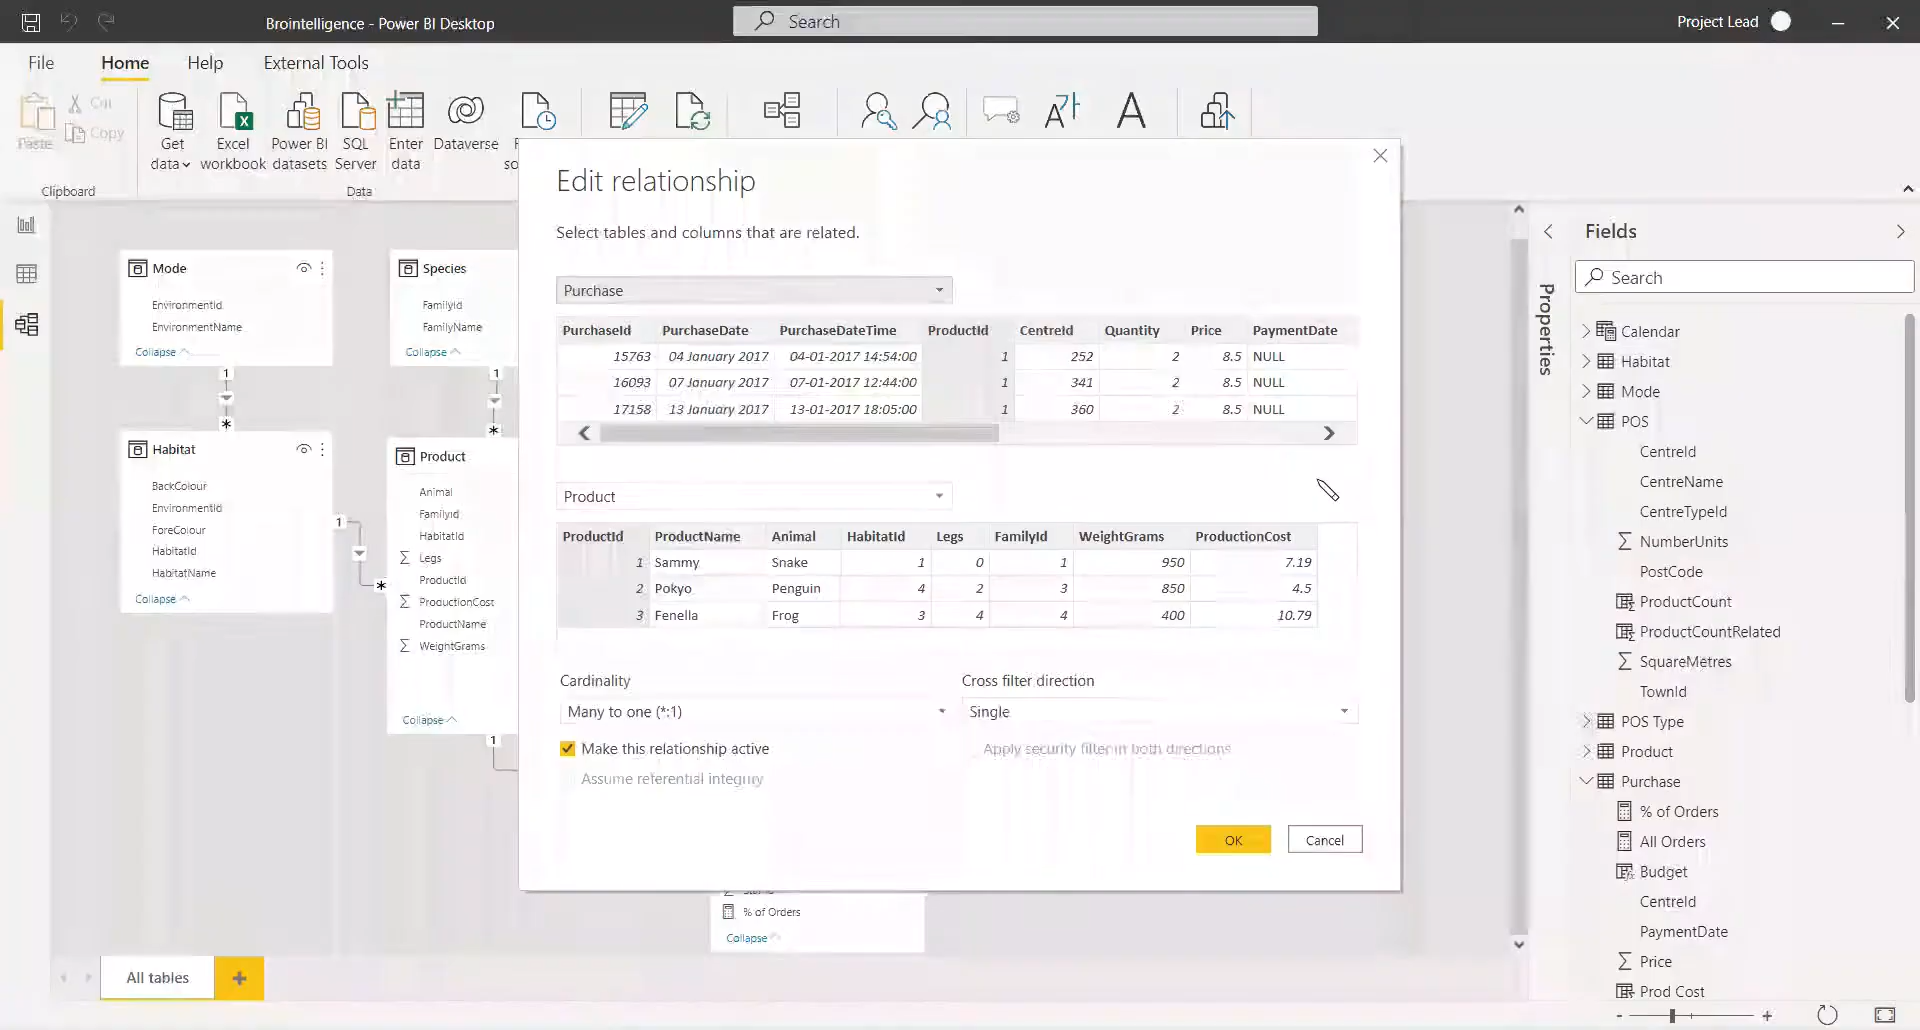 Brointelligence - Power BI Desktop
Search
Project Lead
File
Home
Help
External Tools
Paste
Cut
Copy
Get data
Excel workbook
Power BI datasets
SQL Server
Enter data
Dataverse
Clipboard
Data
Mode
EnvironmentId
EnvironmentName
Collapse
1
*
Habitat
BackColour
EnvironmentId
ForeColour
HabitatId
HabitatName
Collapse
1
*
Species
FamilyId
FamilyName
Collapse
1
*
Product
Animal
FamilyId
HabitatId
Legs
ProductId
ProductionCost
ProductName
WeightGrams
Collapse
1
Edit relationship
Select tables and columns that are related.
Purchase
PurchaseId PurchaseDate PurchaseDateTime ProductId CentreId Quantity Price PaymentDate
15763 04 January 2017 04-01-2017 14:54:00 1 252 2 8.5 NULL
16093 07 January 2017 07-01-2017 12:44:00 1 341 2 8.5 NULL
17158 13 January 2017 13-01-2017 18:05:00 1 360 2 8.5 NULL
Product
ProductId ProductName Animal HabitatId Legs FamilyId WeightGrams ProductionCost
1 Sammy Snake 1 0 1 950 7.19
2 Pokyo Penguin 4 2 3 850 4.5
3 Fenella Frog 3 4 4 400 10.79
Cardinality
Many to one (*:1)
Cross filter direction
Single
Make this relationship active
Apply security filter in both directions
Assume referential integrity
OK
Cancel
% of Orders
Collapse
All tables
Properties
Fields
Search
Calendar
Habitat
Mode
POS
CentreId
CentreName
CentreTypeId
NumberUnits
PostCode
ProductCount
ProductCountRelated
SquareMetres
TownId
POS Type
Product
Purchase
% of Orders
All Orders
Budget
CentreId
PaymentDate
Price
Prod Cost